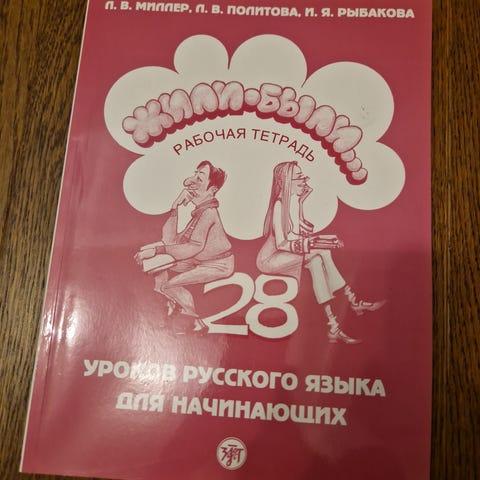 Л. В. МИЛЛЕР, Л. В. ПОЛИТОВА, И. Я. РЫБАКОВА
ЖИЛИ-БЫЛИ...
РАБОЧАЯ ТЕТРАДЬ
28
УРОКОВ РУССКОГО ЯЗЫКА
ДЛЯ НАЧИНАЮЩИХ